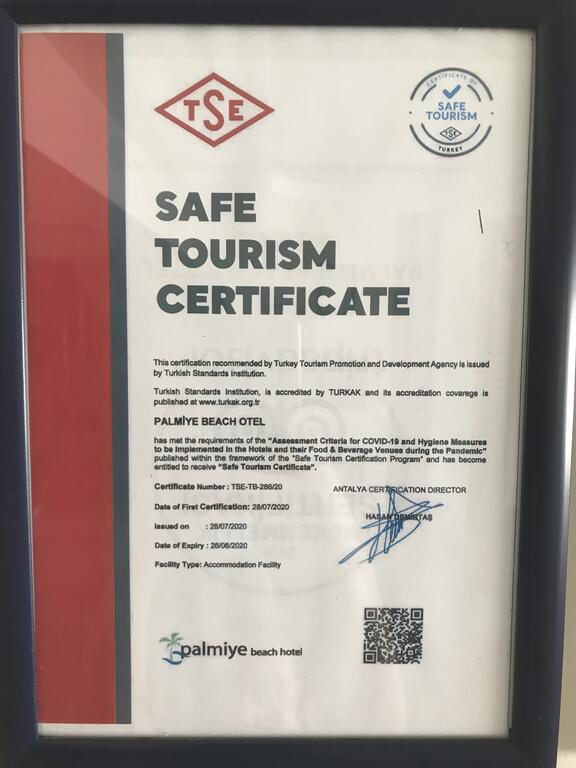 TSE
CERTIFICATE OF
SAFE
TOURISM
TSE
TURKEY
SAFE
TOURISM
CERTIFICATE
This certification recommended by Turkey Tourism Promotion and Development Agency is issued
by Turkish Standards Institution.
Turkish Standards Institution, is accredited by TURKAK and its accreditation covarege is
published at www.turkak.org.tr
PALMİYE BEACH OTEL
has met the requirements of the "Assessment Criteria for COVID-19 and Hygiene Measures
to be Implemented in the Hotels and their Food & Beverage Venues during the Pandemic"
published within the framework of the "Safe Tourism Certification Program" and has become
entitled to receive "Safe Tourism Certificate".
Certificate Number : TSE-TB-286/20
Date of First Certification: 28/07/2020
Issued on : 28/07/2020
Date of Expiry : 26/08/2020
Facility Type: Accommodation Facility
ANTALYA CERTIFICATION DIRECTOR
HASAN DEMİRTAŞ
palmiye beach hotel